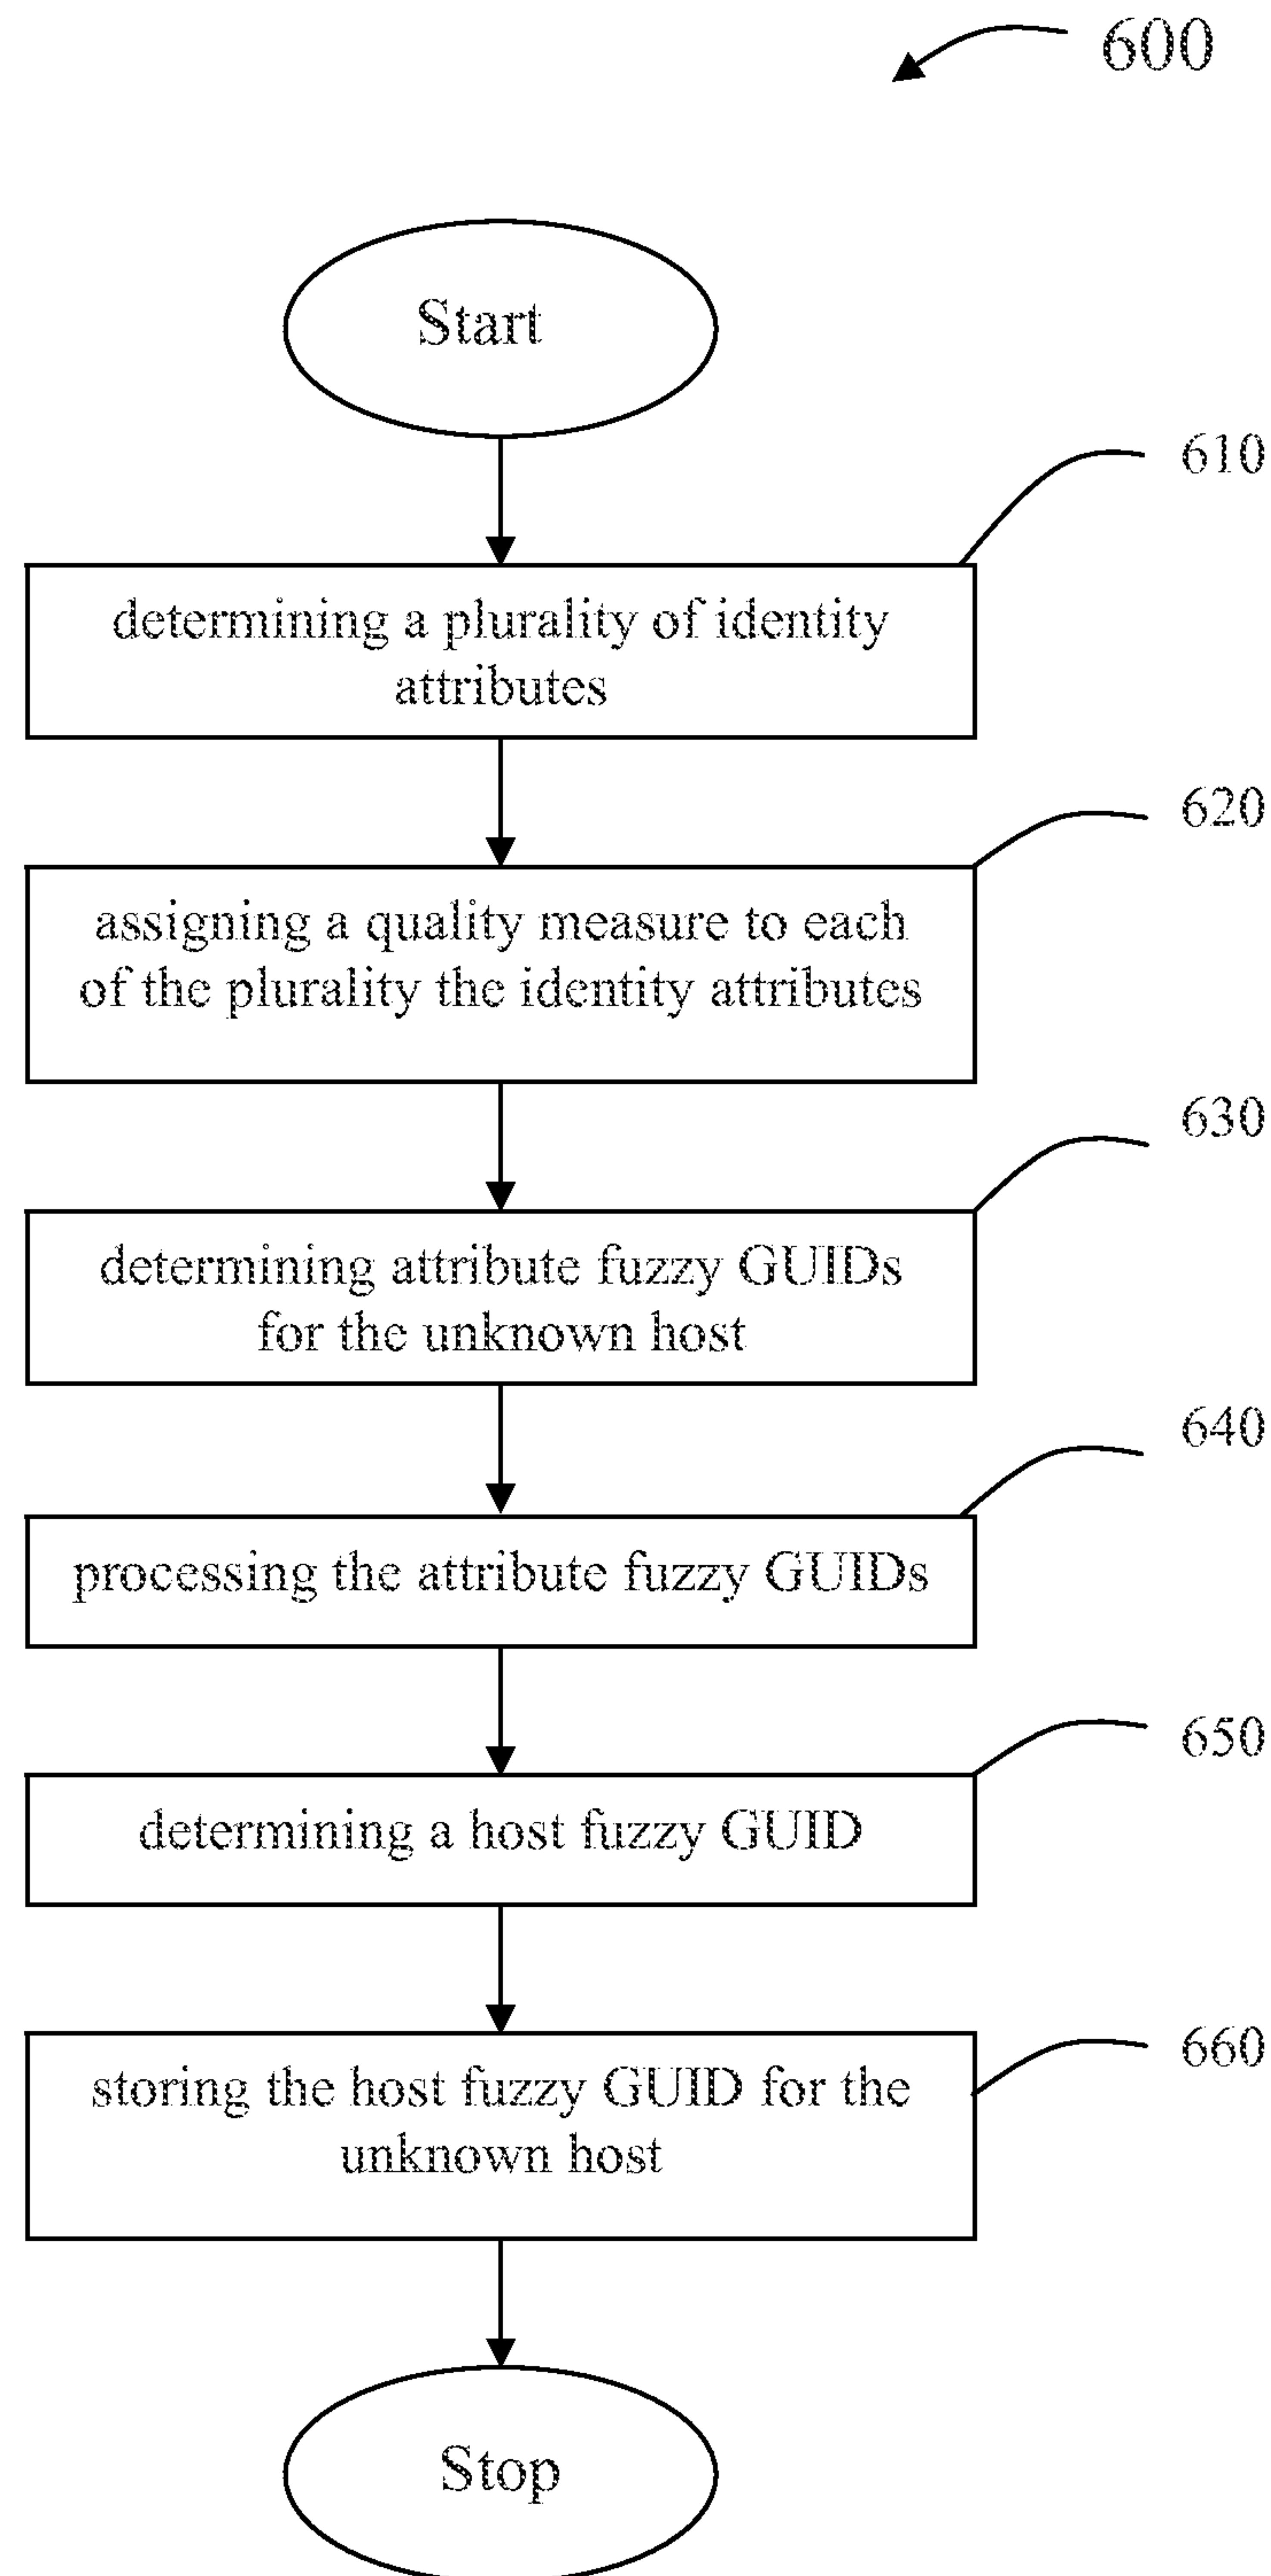 600
Start
610
determining a plurality of identity
attributes
620
assigning a quality measure to each
of the plurality the identity attributes
630
determining attribute fuzzy GUIDs
for the unknown host
640
processing the attribute fuzzy GUIDs
650
determining a host fuzzy GUID
660
storing the host fuzzy GUID for the
unknown host
Stop